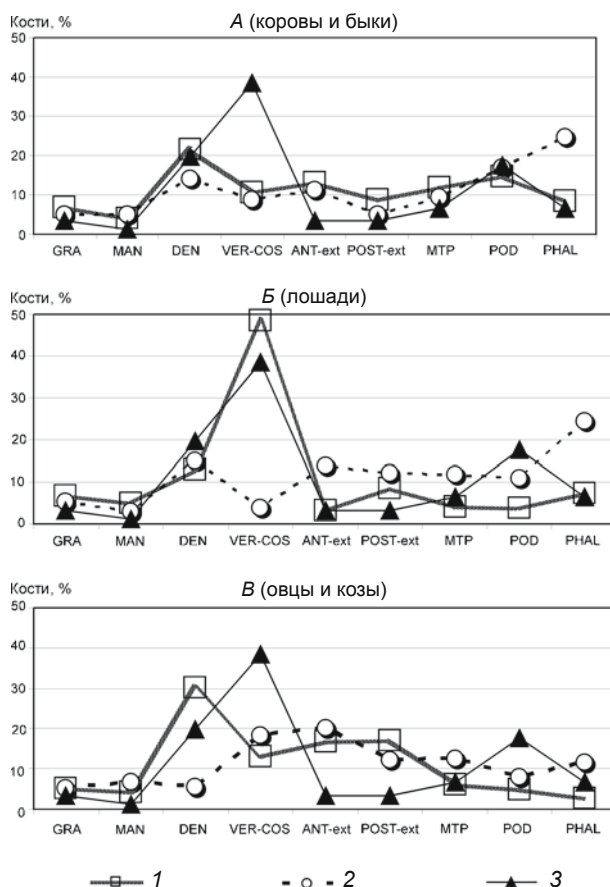 А (коровы и быки)
Кости, %
50
40
30
20
10
0
GRA MAN DEN VER-COS ANT-ext POST-ext MTP POD PHAL
Б (лошади)
Кости, %
50
40
30
20
10
0
GRA MAN DEN VER-COS ANT-ext POST-ext MTP POD PHAL
В (овцы и козы)
Кости, %
50
40
30
20
10
0
GRA MAN DEN VER-COS ANT-ext POST-ext MTP POD PHAL
1 2 3